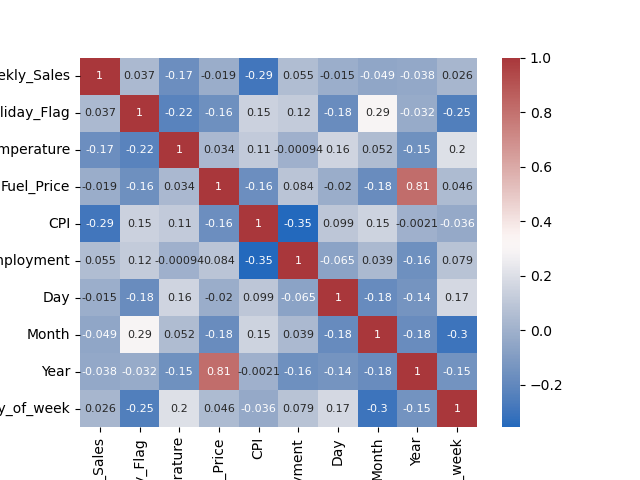 ekly_Sales 1 0.037 -0.17 -0.019 -0.29 0.055 -0.015 -0.049 -0.038 0.026
liday_Flag 0.037 1 -0.22 -0.16 0.15 0.12 -0.18 0.29 -0.032 -0.25
mperature -0.17 -0.22 1 0.034 0.11 -0.00094 0.16 0.052 -0.15 0.2
Fuel_Price -0.019 -0.16 0.034 1 -0.16 0.084 -0.02 -0.18 0.81 0.046
CPI -0.29 0.15 0.11 -0.16 1 -0.35 0.099 0.15 -0.0021 -0.036
nployment 0.055 0.12 -0.00094 0.084 -0.35 1 -0.065 0.039 -0.16 0.079
Day -0.015 -0.18 0.16 -0.02 0.099 -0.065 1 -0.18 -0.14 0.17
Month -0.049 0.29 0.052 -0.18 0.15 0.039 -0.18 1 -0.18 -0.3
Year -0.038 -0.032 -0.15 0.81 -0.0021 -0.16 -0.14 -0.18 1 -0.15
y_of_week 0.026 -0.25 0.2 0.046 -0.036 0.079 0.17 -0.3 -0.15 1
_Sales y_Flag rature _Price CPI yment Day Month Year _week
1.0
0.8
0.6
0.4
0.2
0.0
−0.2